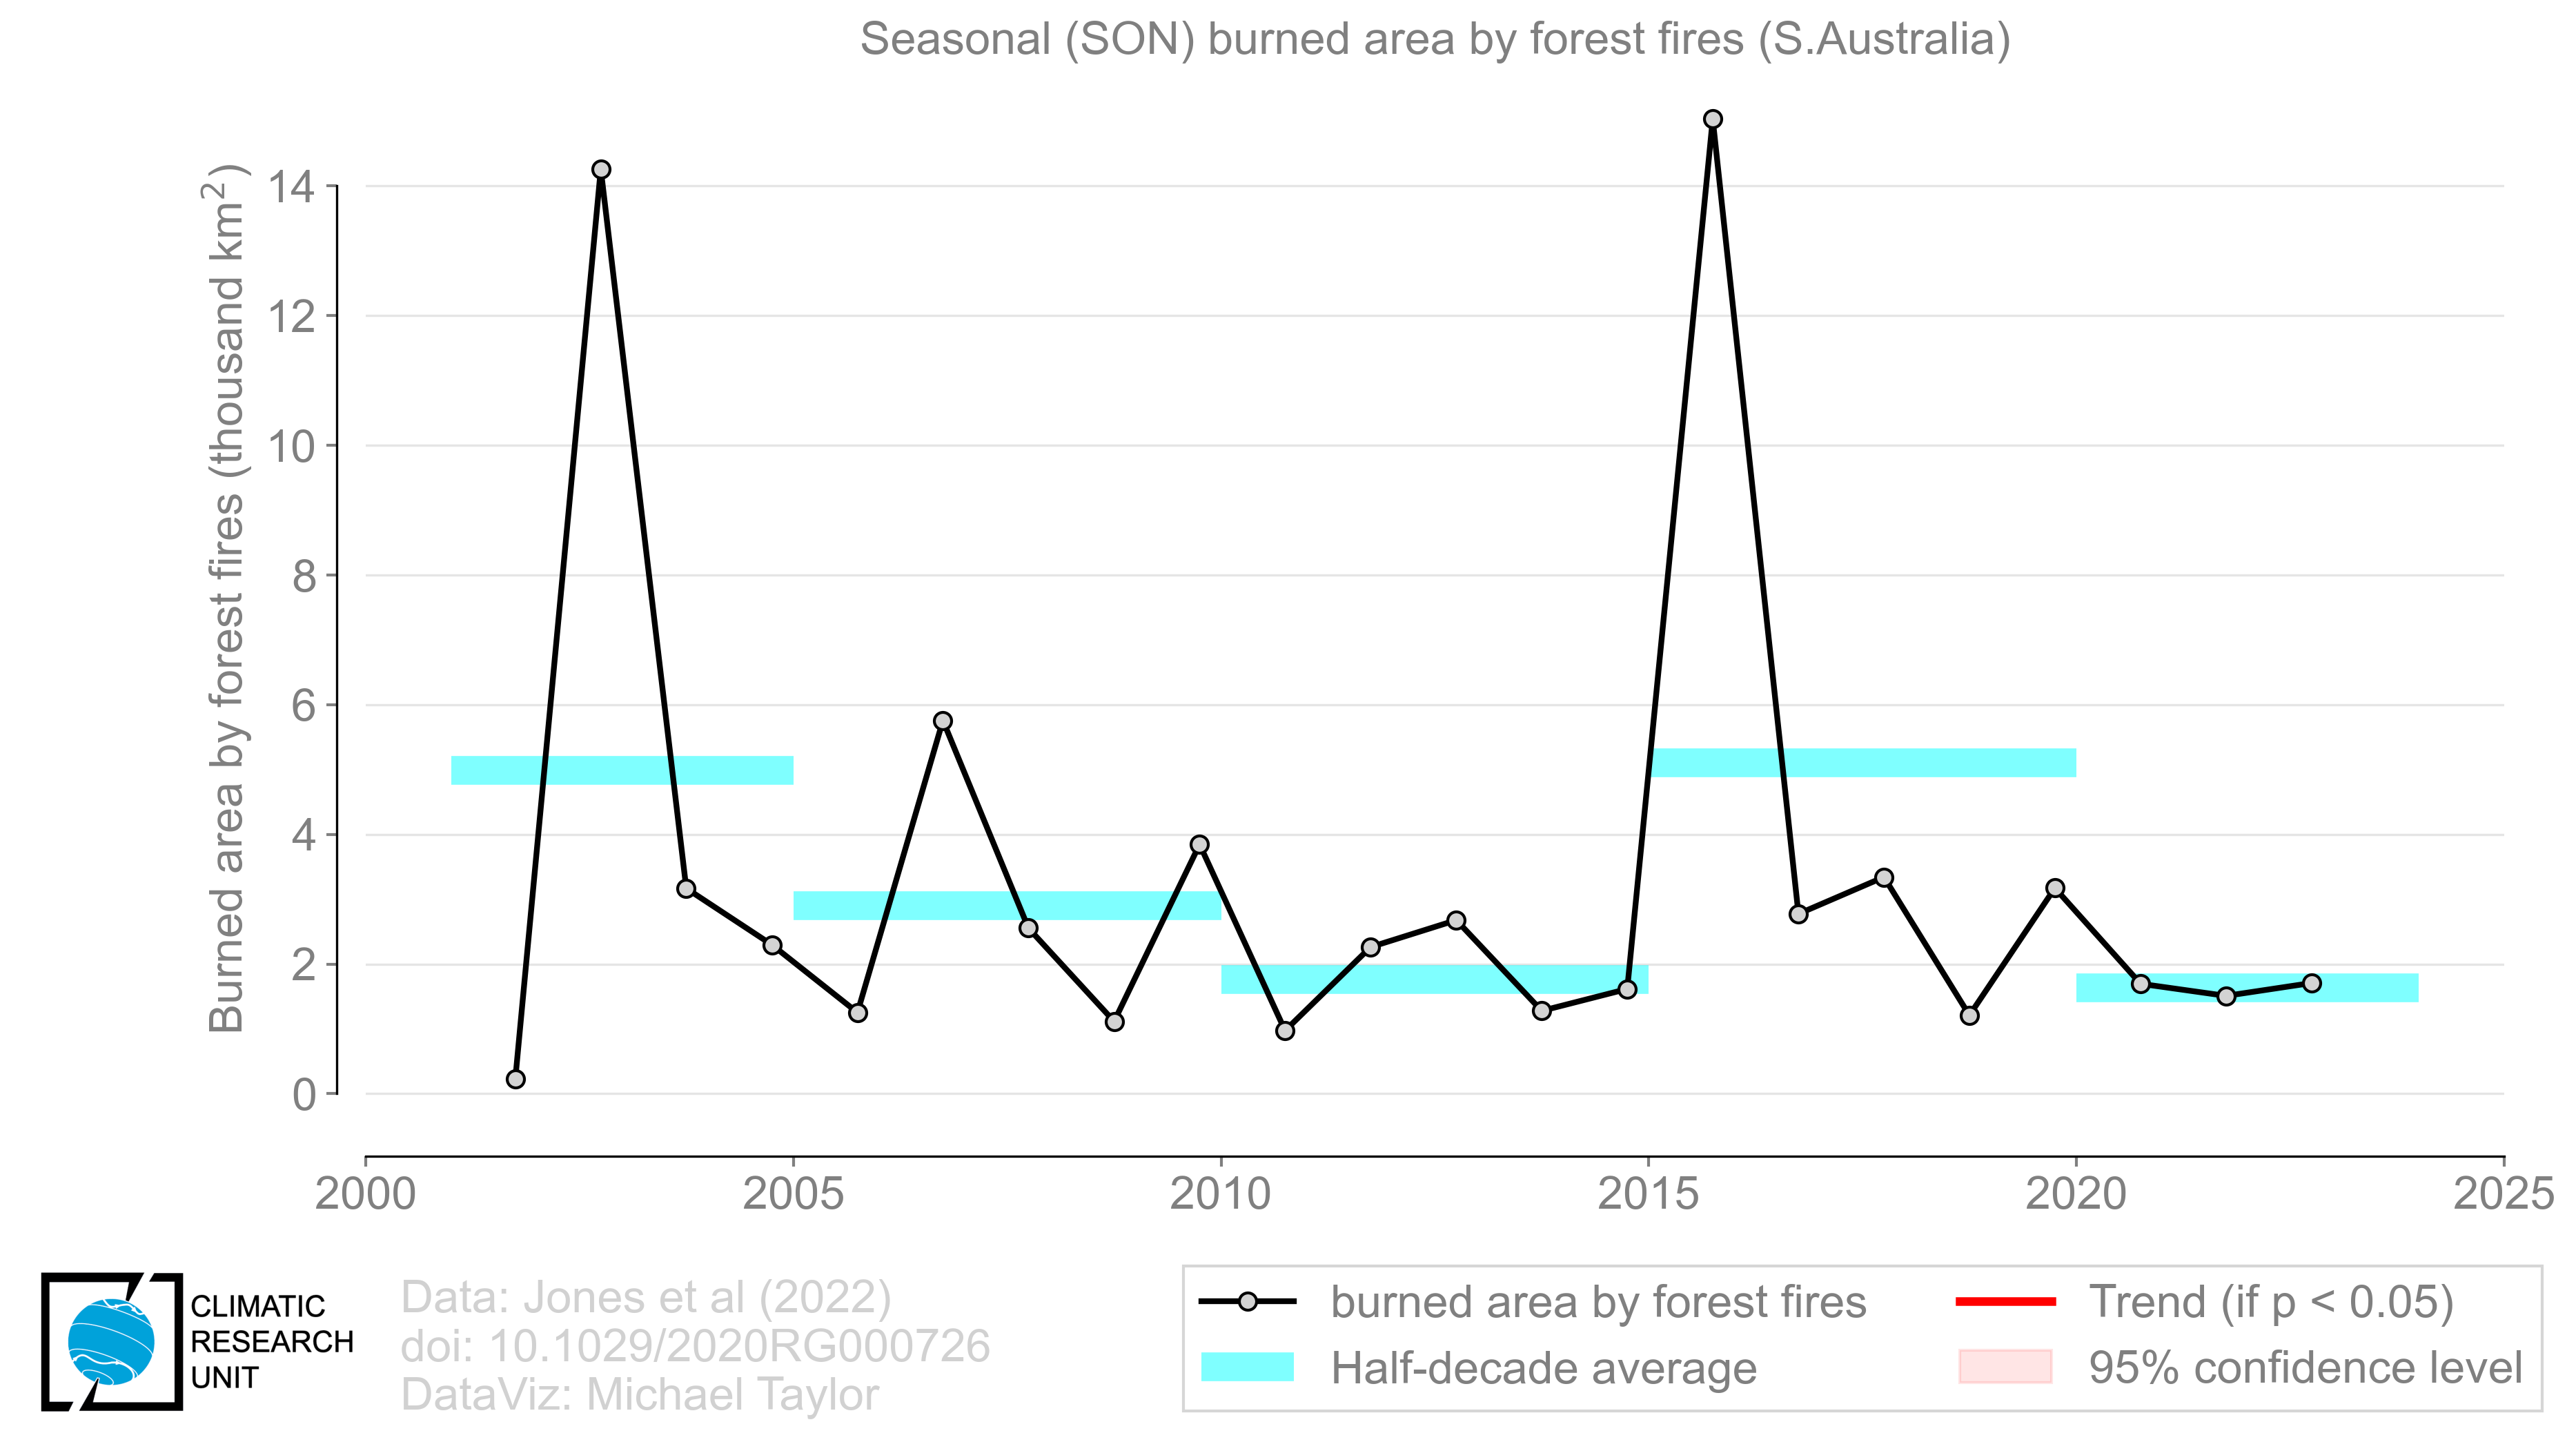 Seasonal (SON) burned area by forest fires (S.Australia)
Burned area by forest fires (thousand km²)
14
12
10
8
6
4
2
0
2000
2005
2010
2015
2020
2025
CLIMATIC
RESEARCH
UNIT
Data: Jones et al (2022)
doi: 10.1029/2020RG000726
DataViz: Michael Taylor
burned area by forest fires
Half-decade average
Trend (if p < 0.05)
95% confidence level